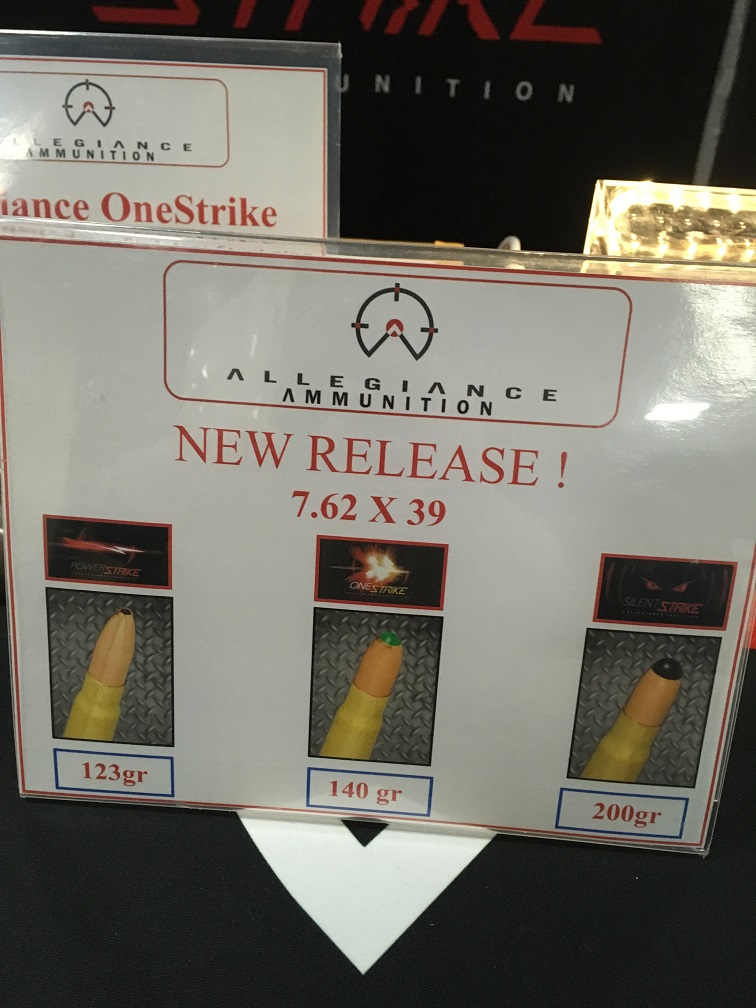 STRIKE
UNITION
ALLEGIANCE
AMMUNITION
iance OneStrike
ALLEGIANCE
AMMUNITION
NEW RELEASE !
7.62 X 39
POWERSTRIKE
ONESTRIKE
SILENTSTRIKE
123gr
140 gr
200gr